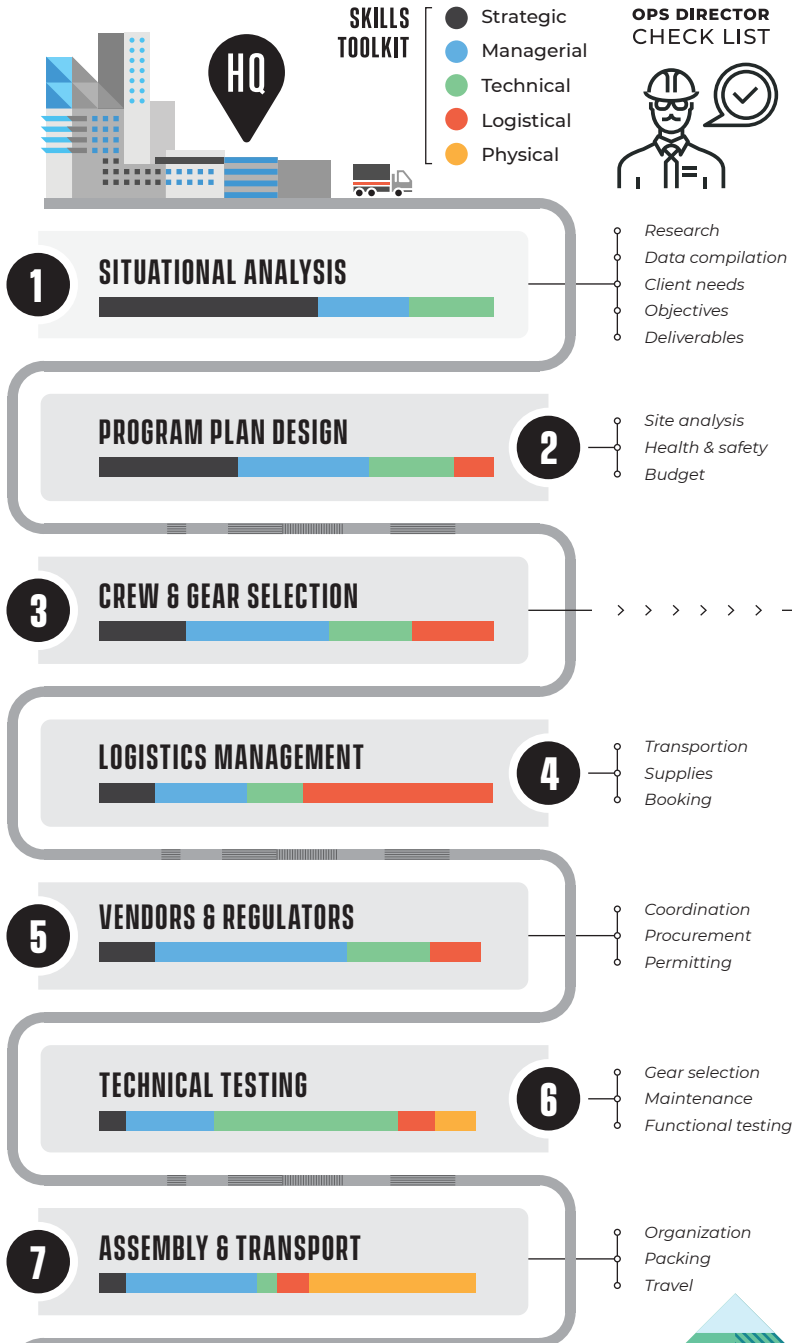 HQ
SKILLS
TOOLKIT
Strategic
Managerial
Technical
Logistical
Physical
OPS DIRECTOR
CHECK LIST
1
SITUATIONAL ANALYSIS
Research
Data compilation
Client needs
Objectives
Deliverables
PROGRAM PLAN DESIGN
2
Site analysis
Health & safety
Budget
3
CREW & GEAR SELECTION
LOGISTICS MANAGEMENT
4
Transportion
Supplies
Booking
5
VENDORS & REGULATORS
Coordination
Procurement
Permitting
TECHNICAL TESTING
6
Gear selection
Maintenance
Functional testing
7
ASSEMBLY & TRANSPORT
Organization
Packing
Travel